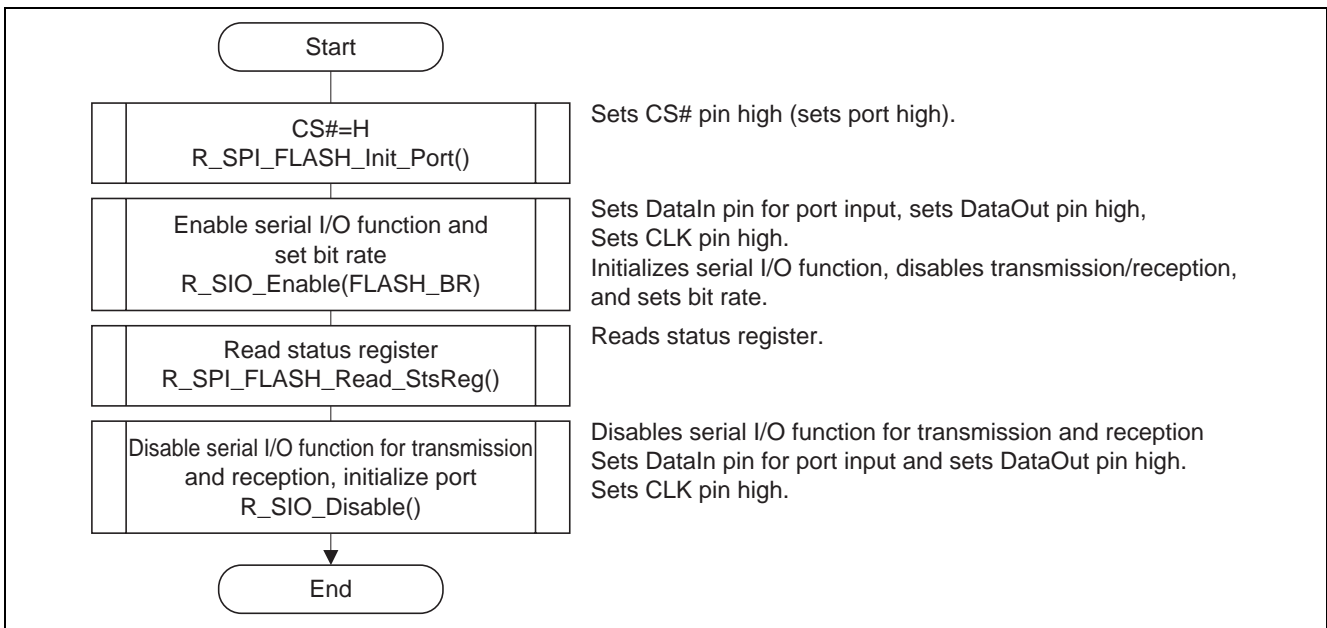 Start
CS#=H
R_SPI_FLASH_Init_Port()
Sets CS# pin high (sets port high).
Enable serial I/O function and
set bit rate
R_SIO_Enable(FLASH_BR)
Sets DataIn pin for port input, sets DataOut pin high,
Sets CLK pin high.
Initializes serial I/O function, disables transmission/reception,
and sets bit rate.
Read status register
R_SPI_FLASH_Read_StsReg()
Reads status register.
Disable serial I/O function for transmission
and reception, initialize port
R_SIO_Disable()
Disables serial I/O function for transmission and reception
Sets DataIn pin for port input and sets DataOut pin high.
Sets CLK pin high.
End